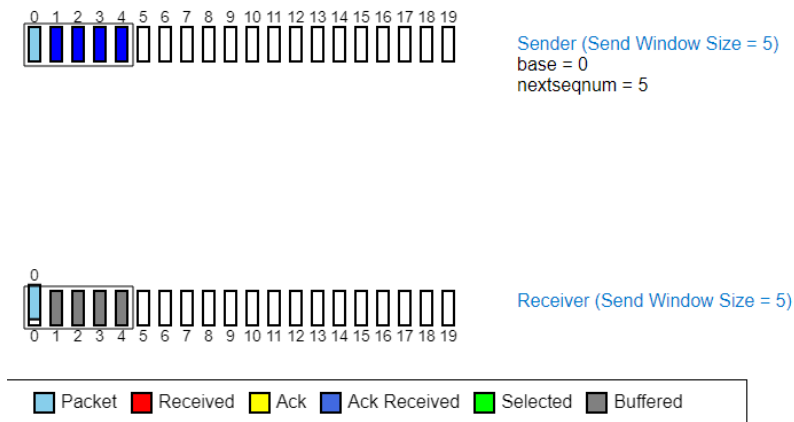 0 1 2 3 4 5 6 7 8 9 10 11 12 13 14 15 16 17 18 19
Sender (Send Window Size = 5)
base = 0
nextseqnum = 5
0
Receiver (Send Window Size = 5)
0 1 2 3 4 5 6 7 8 9 10 11 12 13 14 15 16 17 18 19
Packet Received Ack Ack Received Selected Buffered